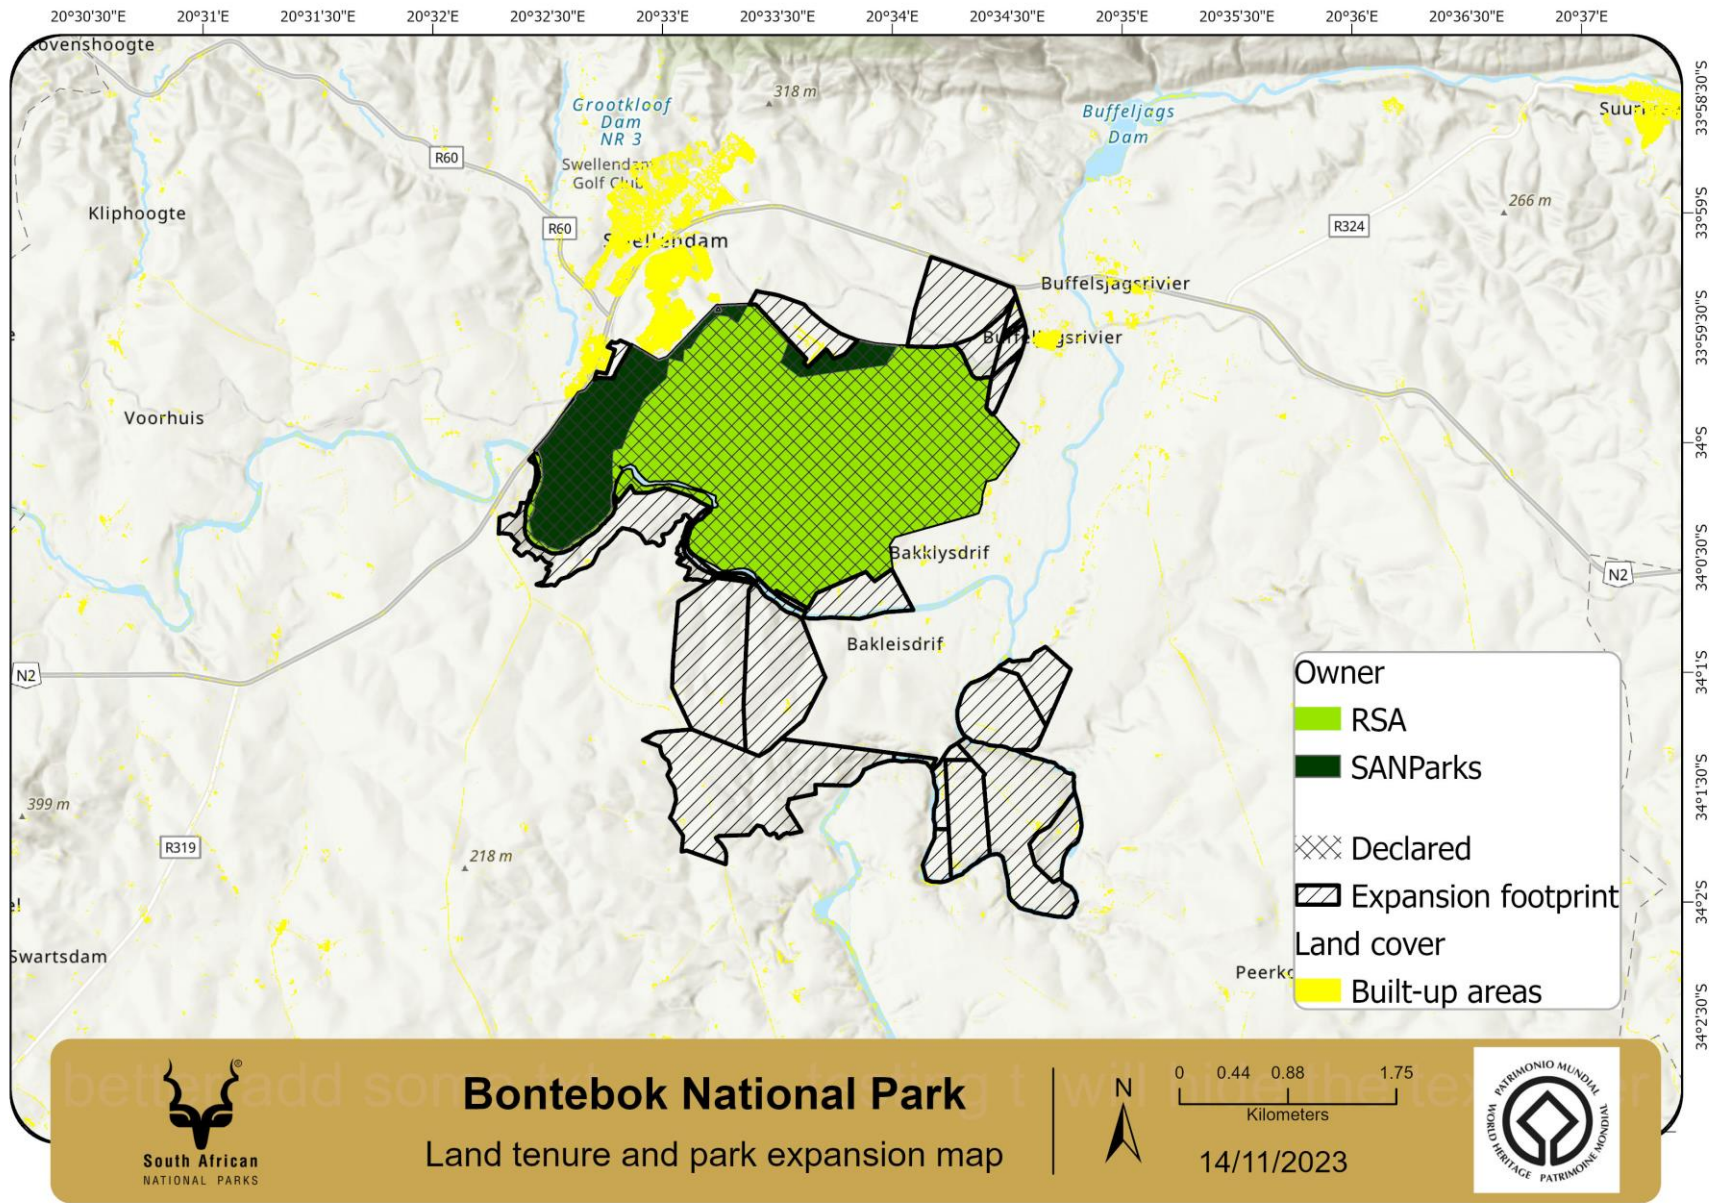 20°30'30"E 20°31'E 20°31'30"E 20°32'E 20°32'30"E 20°33'E 20°33'30"E 20°34'E 20°34'30"E 20°35'E 20°35'30"E 20°36'E 20°36'30"E 20°37'E
33°58'30"S
33°59'S
33°59'30"S
34°S
34°0'30"S
34°1'S
34°1'30"S
34°2'S
34°2'30"S
318 m
Grootkloof
Dam
NR 3
Buffeljags
Dam
R60
Swellendam
Golf Club
Kliphoogte
266 m
R60
R324
Swellendam
Buffelsjagsrivier
Voorhuis
Bakklysdrif
N2
Bakleisdrif
N2
399 m
R319
218 m
Swartsdam
Owner
RSA
SANParks
Declared
Expansion footprint
Land cover
Built-up areas
South African
NATIONAL PARKS
Bontebok National Park
Land tenure and park expansion map
N
0 0.44 0.88 1.75
Kilometers
14/11/2023
PATRIMONIO MUNDIAL
WORLD HERITAGE
PATRIMOINE MONDIAL